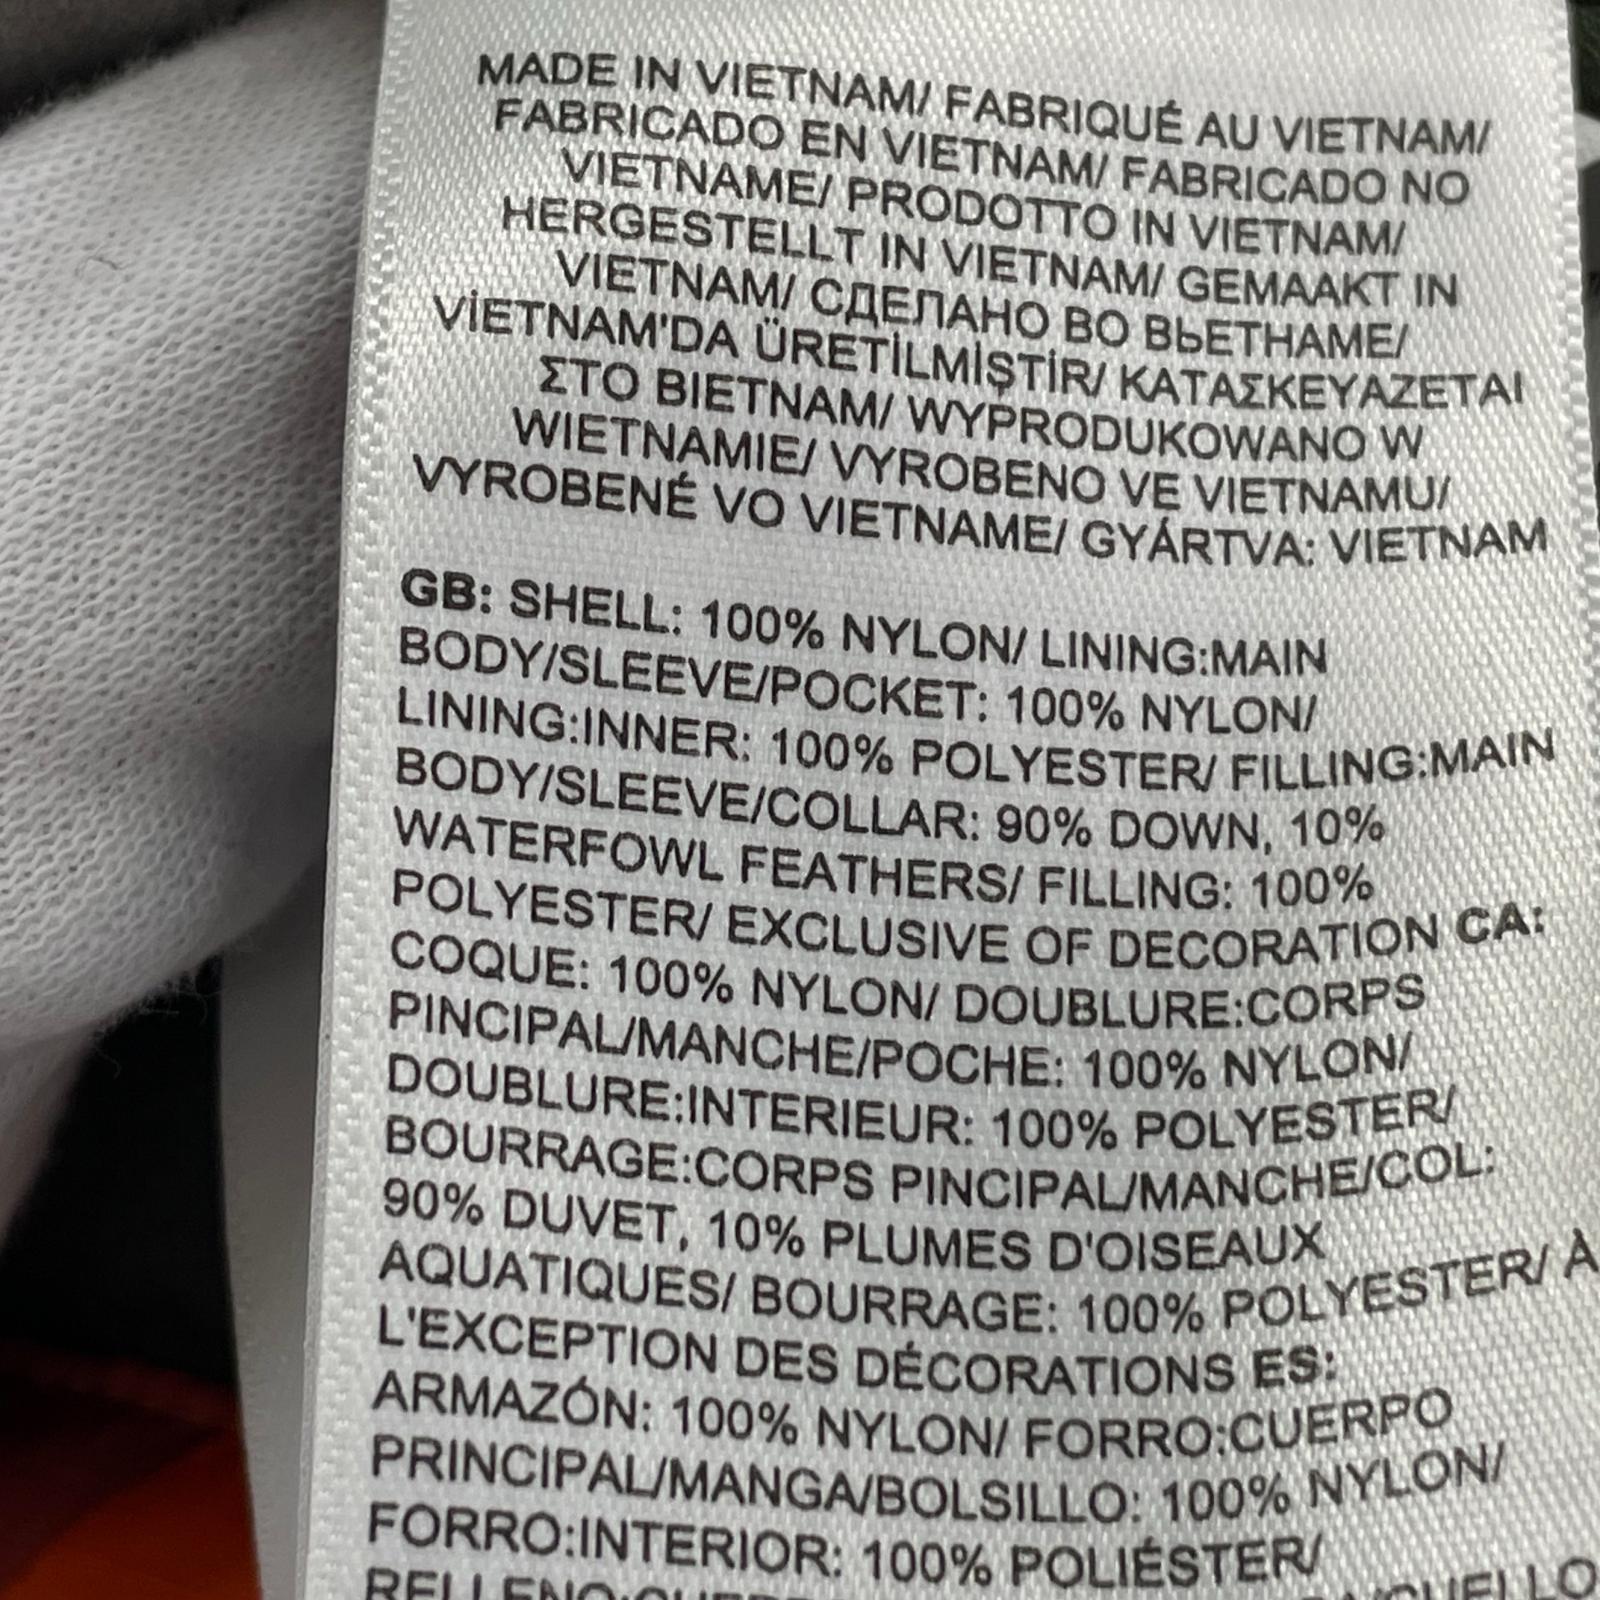 MADE IN VIETNAM/ FABRIQUÉ AU VIETNAM/
FABRICADO EN VIETNAM/ FABRICADO NO
VIETNAME/ PRODOTTO IN VIETNAM/
HERGESTELLT IN VIETNAM/ GEMAAKT IN
VIETNAM/ СДЕЛАНО ВО ВЬЕТНАМЕ/
VİETNAM'DA ÜRETİLMİŞTİR/ ΚΑΤΑΣΚΕΥΑΖΕΤΑΙ
ΣΤΟ ΒΙΕΤΝΑΜ/ WYPRODUKOWANO W
WIETNAMIE/ VYROBENO VE VIETNAMU/
VYROBENÉ VO VIETNAME/ GYÁRTVA: VIETNAM
GB: SHELL: 100% NYLON/ LINING:MAIN
BODY/SLEEVE/POCKET: 100% NYLON/
LINING:INNER: 100% POLYESTER/ FILLING:MAIN
BODY/SLEEVE/COLLAR: 90% DOWN, 10%
WATERFOWL FEATHERS/ FILLING: 100%
POLYESTER/ EXCLUSIVE OF DECORATION CA:
COQUE: 100% NYLON/ DOUBLURE:CORPS
PINCIPAL/MANCHE/POCHE: 100% NYLON/
DOUBLURE:INTERIEUR: 100% POLYESTER/
BOURRAGE:CORPS PINCIPAL/MANCHE/COL:
90% DUVET, 10% PLUMES D'OISEAUX
AQUATIQUES/ BOURRAGE: 100% POLYESTER/ À
L'EXCEPTION DES DÉCORATIONS ES:
ARMAZÓN: 100% NYLON/ FORRO:CUERPO
PRINCIPAL/MANGA/BOLSILLO: 100% NYLON/
FORRO:INTERIOR: 100% POLIÉSTER/